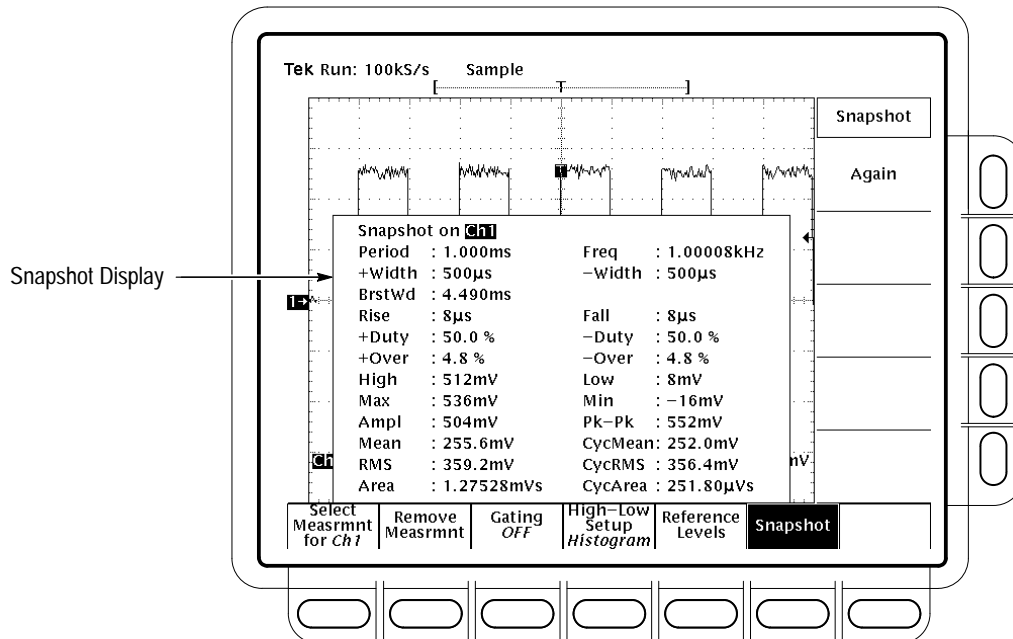 Tek Run: 100kS/s Sample
[ T ]
Snapshot
Again
T
Snapshot on Ch1
Period : 1.000ms Freq : 1.00008kHz
Snapshot Display
+Width : 500µs −Width : 500µs
BrstWd : 4.490ms
1
Rise : 8µs Fall : 8µs
+Duty : 50.0 % −Duty : 50.0 %
+Over : 4.8 % −Over : 4.8 %
High : 512mV Low : 8mV
Max : 536mV Min : −16mV
Ampl : 504mV Pk−Pk : 552mV
Mean : 255.6mV CycMean: 252.0mV
Ch RMS : 359.2mV CycRMS : 356.4mV mV
Area : 1.27528mVs CycArea : 251.80µVs
Select
Measrmnt
for Ch1
Remove
Measrmnt
Gating
OFF
High−Low
Setup
Histogram
Reference
Levels
Snapshot